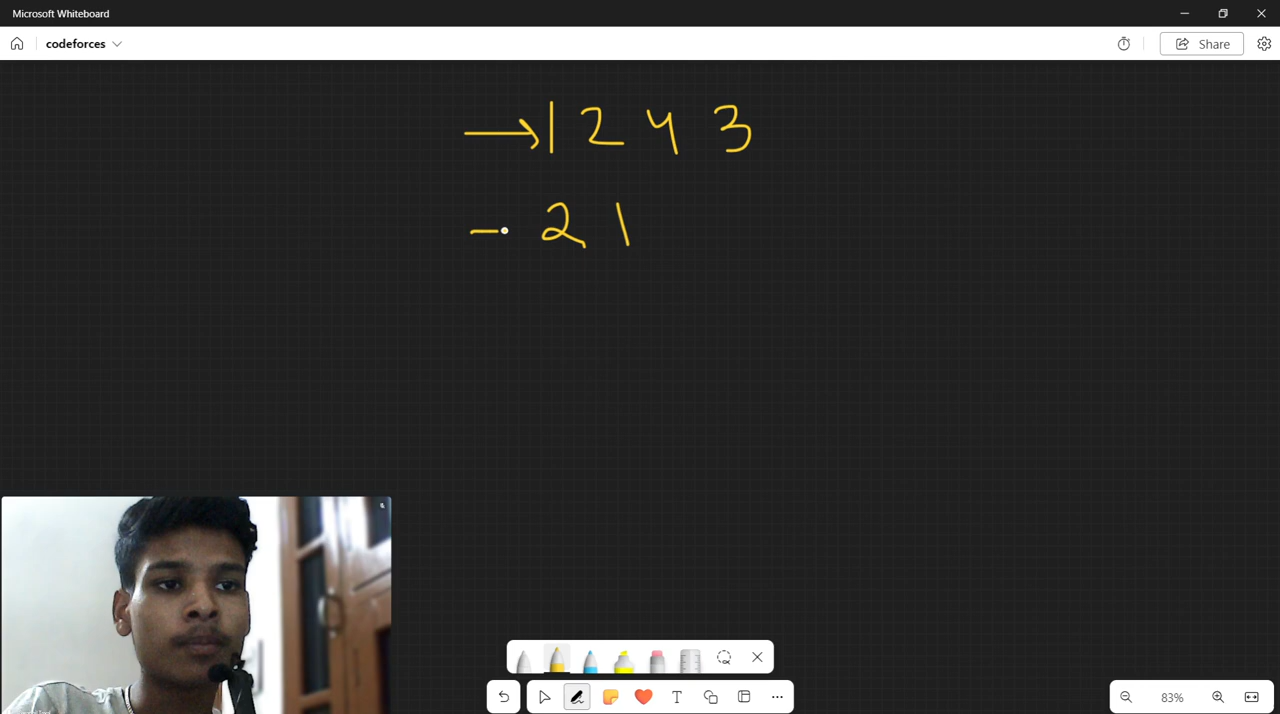 Microsoft Whiteboard
codeforces
Share
→1 2 4 3
- 2 1
83%